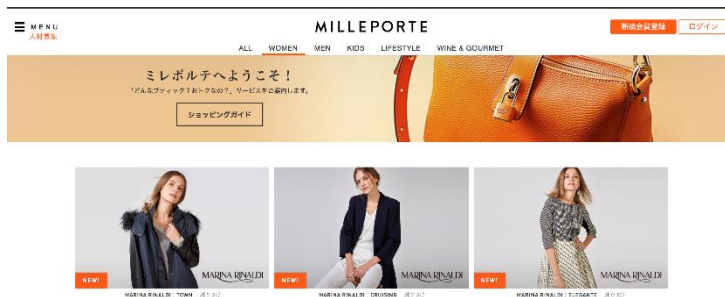 MENU
人材募集
MILLEPORTE
新規会員登録
ログイン
ALL WOMEN MEN KIDS LIFESTYLE WINE & GOURMET
ミレポルテへようこそ！
「どんなブティック？おトクなの？」サービスをご案内します。
ショッピングガイド
NEW!
MARINA RINALDI
NEW!
MARINA RINALDI
NEW!
MARINA RINALDI
MARINA RINALDI | TOWN
MARINA RINALDI | CRUISING
MARINA RINALDI | ELEGANTE